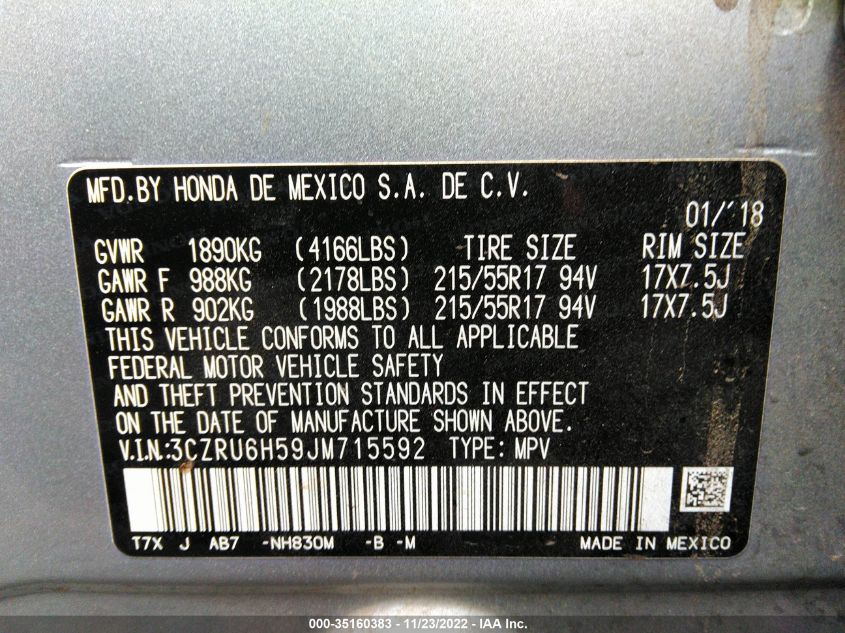 MFD.BY HONDA DE MEXICO S.A. DE C.V.
01/'18
GVWR 1890KG (4166LBS) TIRE SIZE RIM SIZE
GAWR F 988KG (2178LBS) 215/55R17 94V 17X7.5J
GAWR R 902KG (1988LBS) 215/55R17 94V 17X7.5J
THIS VEHICLE CONFORMS TO ALL APPLICABLE
FEDERAL MOTOR VEHICLE SAFETY
AND THEFT PREVENTION STANDARDS IN EFFECT
ON THE DATE OF MANUFACTURE SHOWN ABOVE.
V.I.N.:3CZRU6H59JM715592 TYPE: MPV
T7X J AB7 -NH830M -B -M MADE IN MEXICO
000-35160383 - 11/23/2022 - IAA Inc.